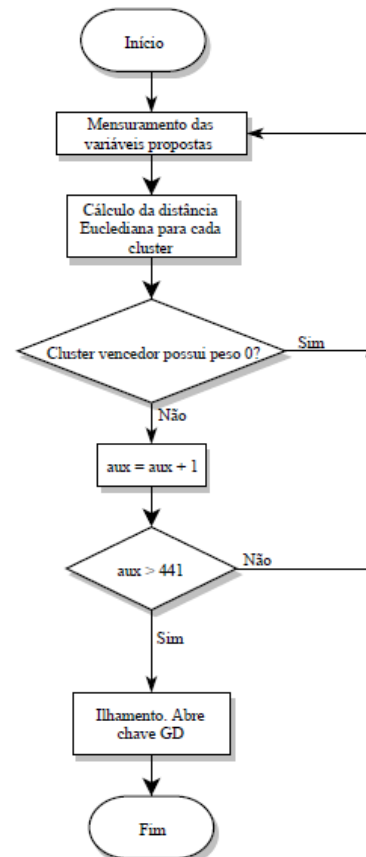 Início
Mensuramento das
variáveis propostas
Cálculo da distância
Euclediana para cada
cluster
Cluster vencedor possui peso 0?
Sim
Não
aux = aux + 1
aux > 441
Não
Sim
Ilhamento. Abre
chave GD
Fim